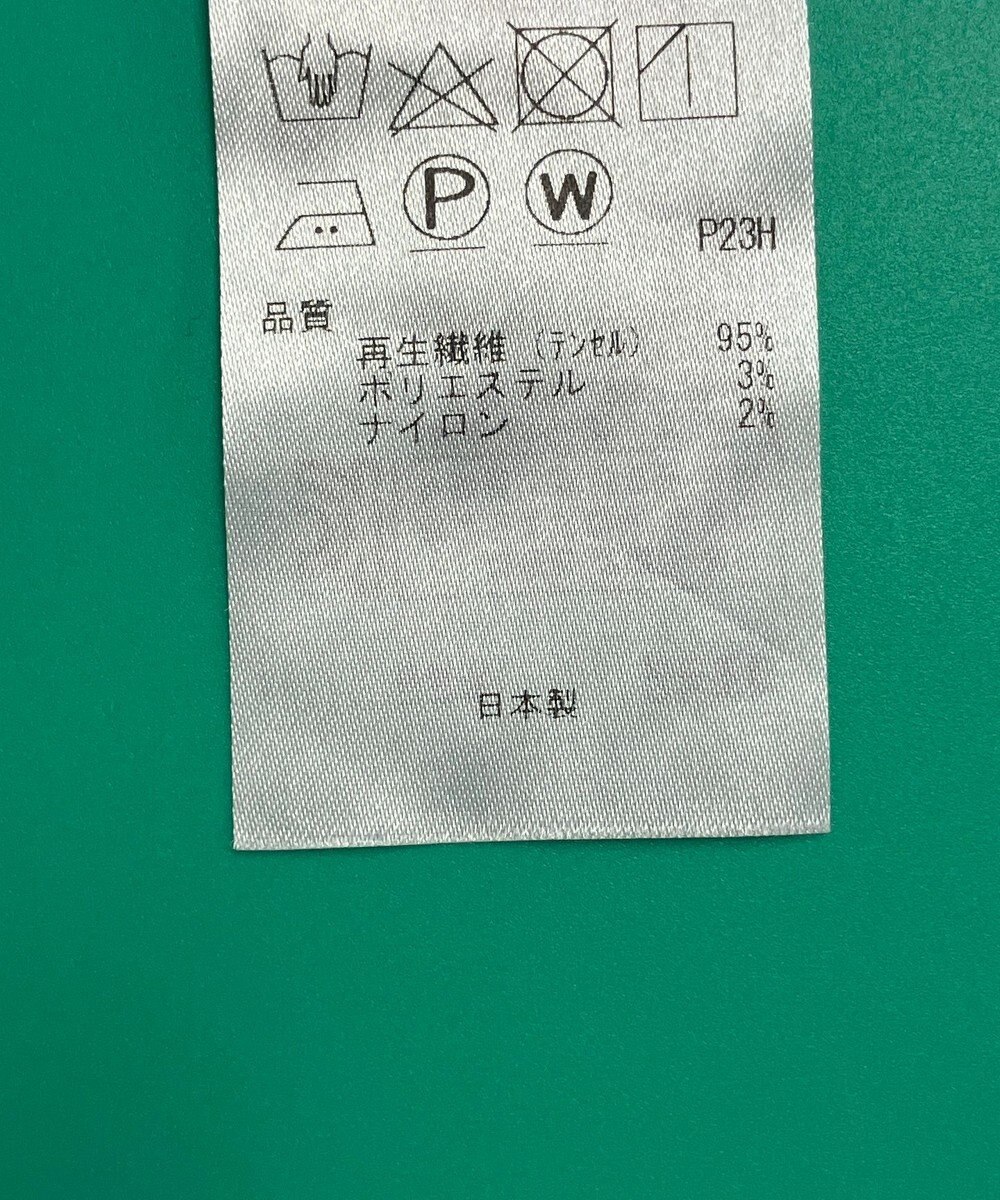 P W
P23H
品質
再生繊維 (テンセル) 95%
ポリエステル 3%
ナイロン 2%
日本製